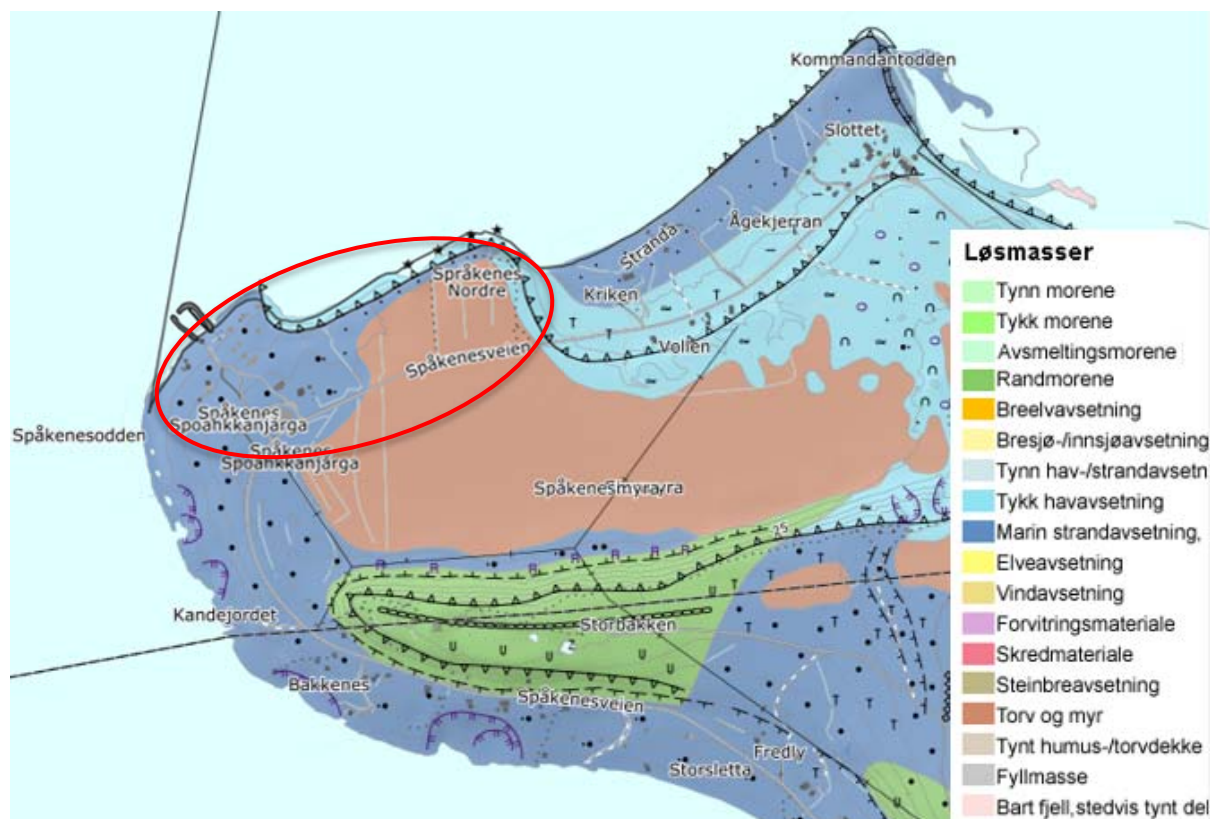 Kommandantodden
Slottet
Ågekjerran
Stranda
Kriken
Språkenes
Nordre
Vollen
Spåkenesveien
Spåkenes
Spoahkkanjárga
Spåkenesodden
Spåkenes
Spoahkkanjárga
Spåkenesmyra
25
Kandejordet
Storbakken
Bakkenes
Spåkenesveien
Fredly
Storsletta
Løsmasser
Tynn morene
Tykk morene
Avsmeltingsmorene
Randmorene
Breelvavsetning
Bresjø-/innsjøavsetning
Tynn hav-/strandavsetn
Tykk havavsetning
Marin strandavsetning,
Elveavsetning
Vindavsetning
Forvitringsmateriale
Skredmateriale
Steinbreavsetning
Torv og myr
Tynt humus-/torvdekke
Fyllmasse
Bart fjell,stedvis tynt del